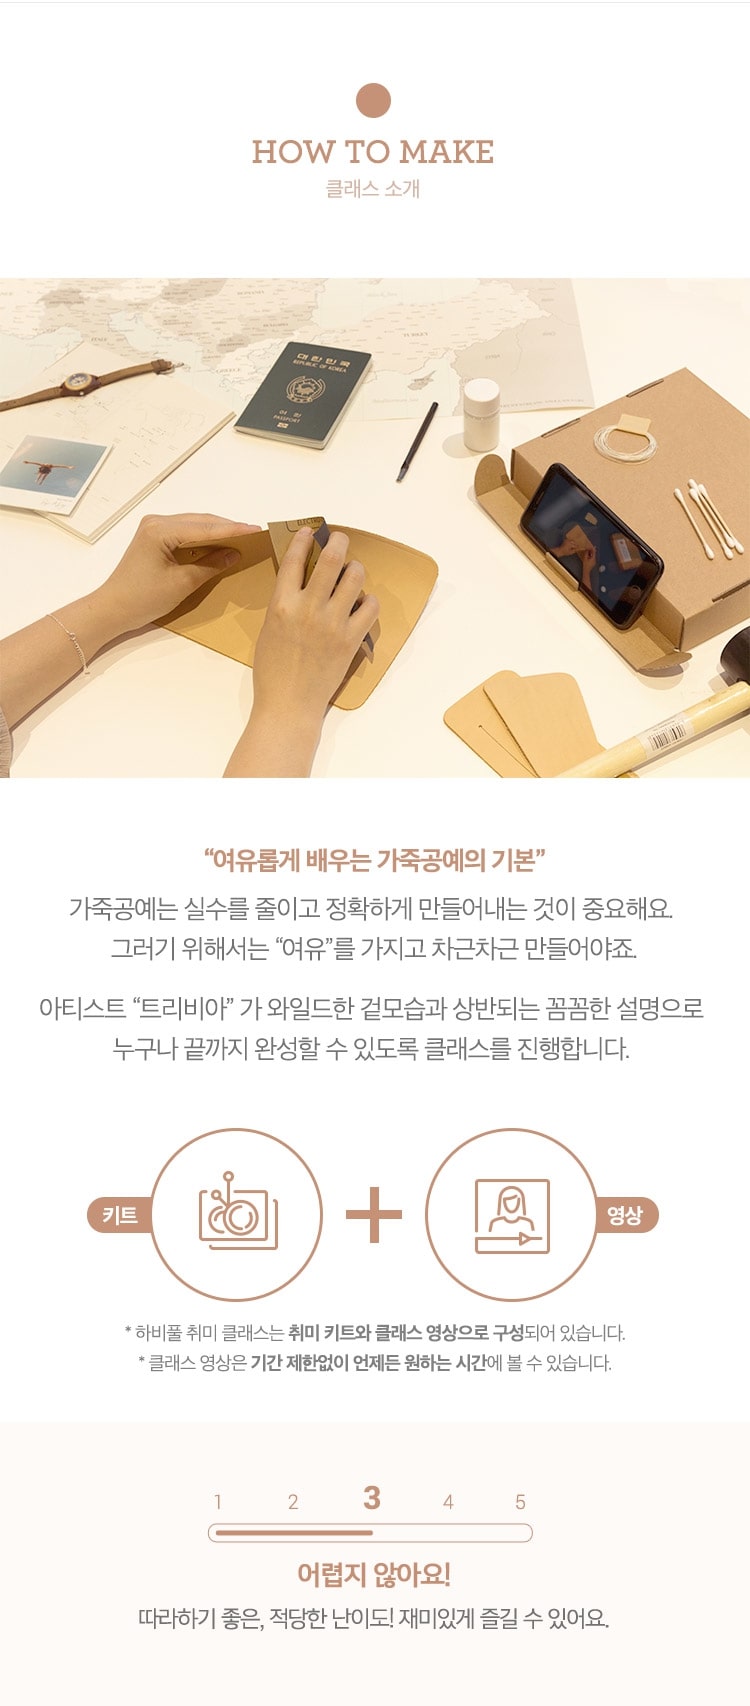 HOW TO MAKE
클래스 소개
대한민국
REPUBLIC OF KOREA
여권
PASSPORT
“여유롭게 배우는 가죽공예의 기본”
가죽공예는 실수를 줄이고 정확하게 만들어내는 것이 중요해요.
그러기 위해서는 “여유”를 가지고 차근차근 만들어야죠.
아티스트 “트리비아” 가 와일드한 겉모습과 상반되는 꼼꼼한 설명으로
누구나 끝까지 완성할 수 있도록 클래스를 진행합니다.
키트
영상
* 하비풀 취미 클래스는 취미 키트와 클래스 영상으로 구성되어 있습니다.
* 클래스 영상은 기간 제한없이 언제든 원하는 시간에 볼 수 있습니다.
1 2 3 4 5
어렵지 않아요!
따라하기 좋은, 적당한 난이도! 재미있게 즐길 수 있어요.